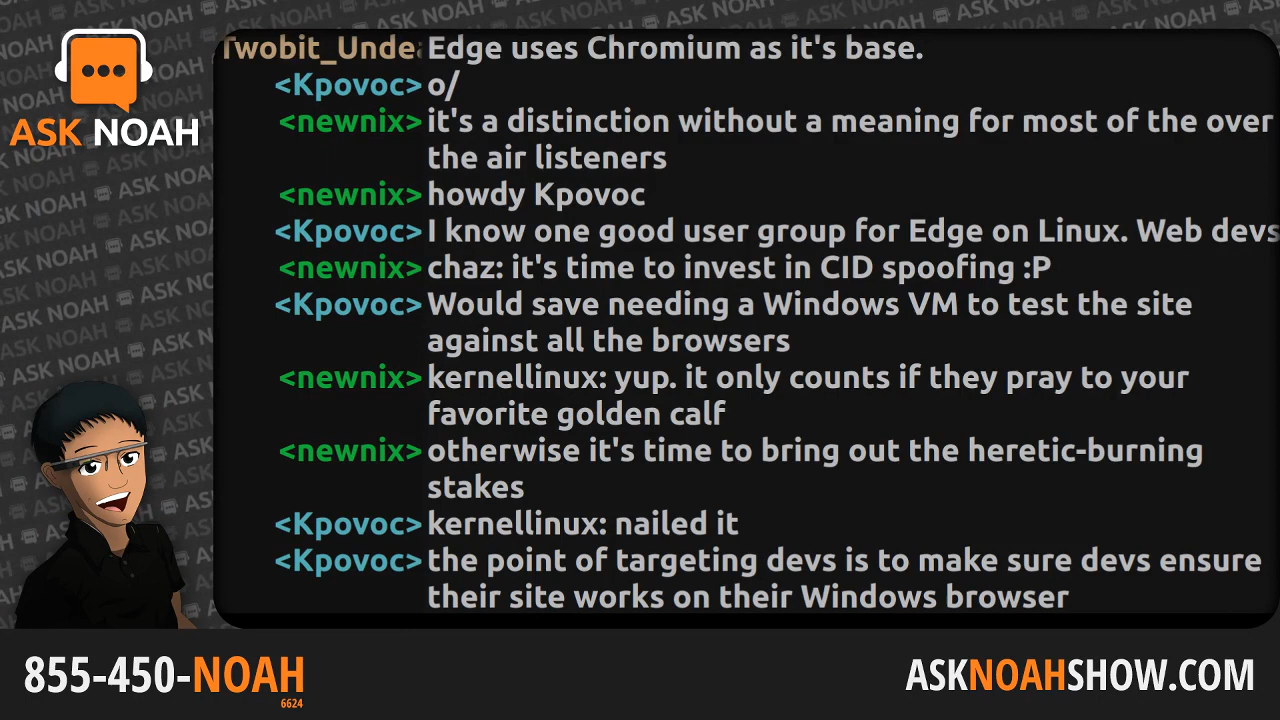 ASK NOAH
Twobit_Unde Edge uses Chromium as it's base.
<Kpovoc> o/
<newnix> it's a distinction without a meaning for most of the over
the air listeners
<newnix> howdy Kpovoc
<Kpovoc> I know one good user group for Edge on Linux. Web devs
<newnix> chaz: it's time to invest in CID spoofing :P
<Kpovoc> Would save needing a Windows VM to test the site
against all the browsers
<newnix> kernellinux: yup. it only counts if they pray to your
favorite golden calf
<newnix> otherwise it's time to bring out the heretic-burning
stakes
<Kpovoc> kernellinux: nailed it
<Kpovoc> the point of targeting devs is to make sure devs ensure
their site works on their Windows browser
855-450-NOAH
6624
ASKNOAHSHOW.COM